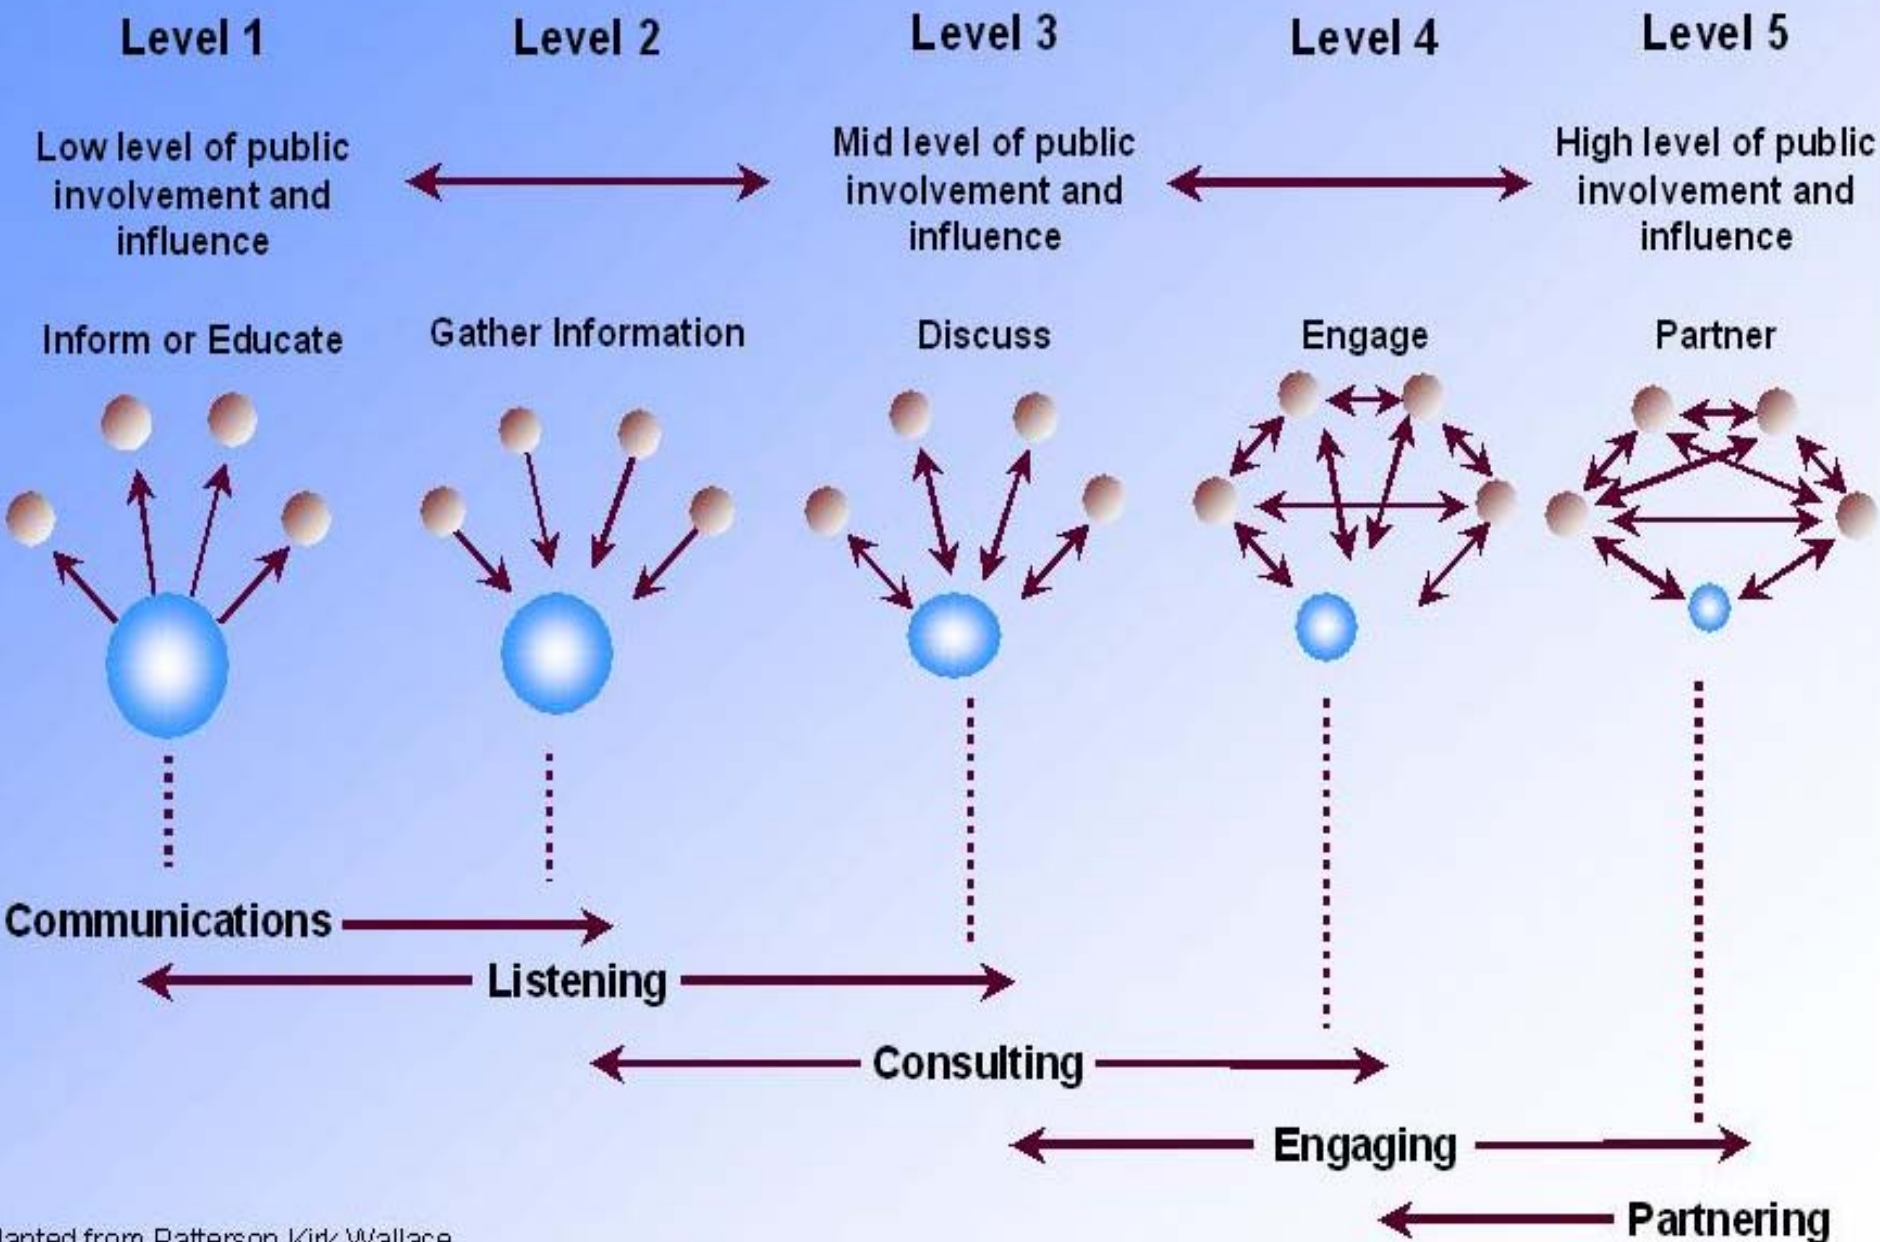 Level 1
Level 2
Level 3
Level 4
Level 5
Low level of public
involvement and
influence
Mid level of public
involvement and
influence
High level of public
involvement and
influence
Inform or Educate
Gather Information
Discuss
Engage
Partner
Communications
Listening
Consulting
Engaging
Partnering
from Patterson Kirk Wallace